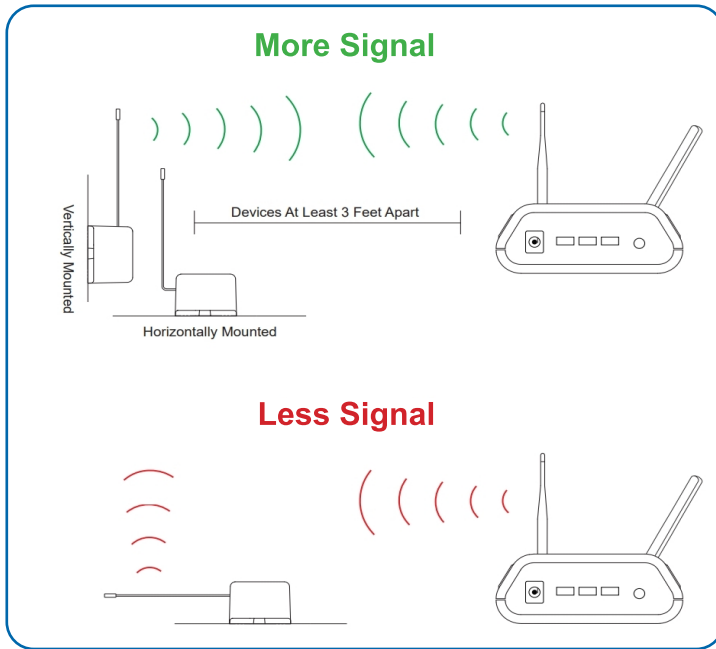 More Signal
Devices At Least 3 Feet Apart
Vertically Mounted
Horizontally Mounted
Less Signal